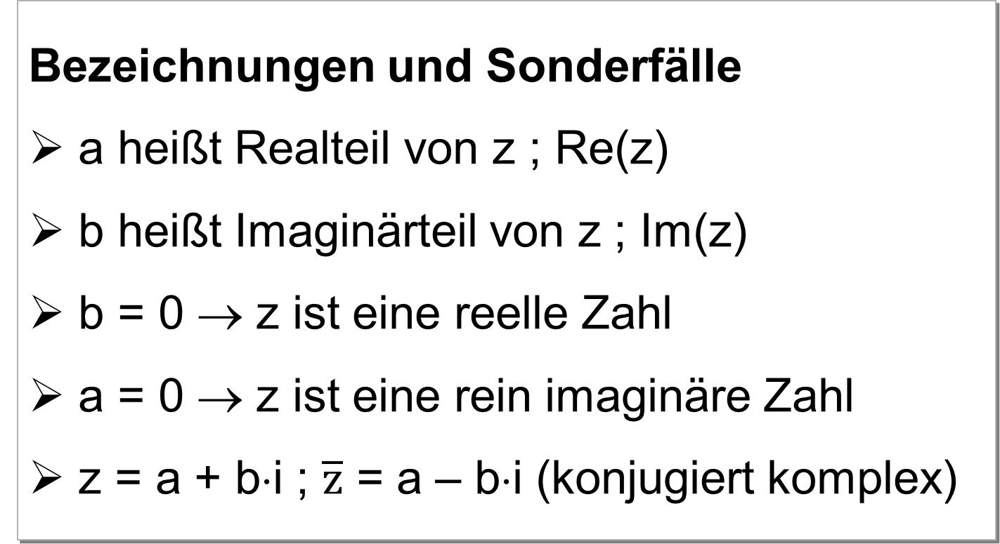 Bezeichnungen und Sonderfälle
➢ a heißt Realteil von z ; Re(z)
➢ b heißt Imaginärteil von z ; Im(z)
➢ b = 0 → z ist eine reelle Zahl
➢ a = 0 → z ist eine rein imaginäre Zahl
➢ z = a + b·i ; z̅ = a – b·i (konjugiert komplex)